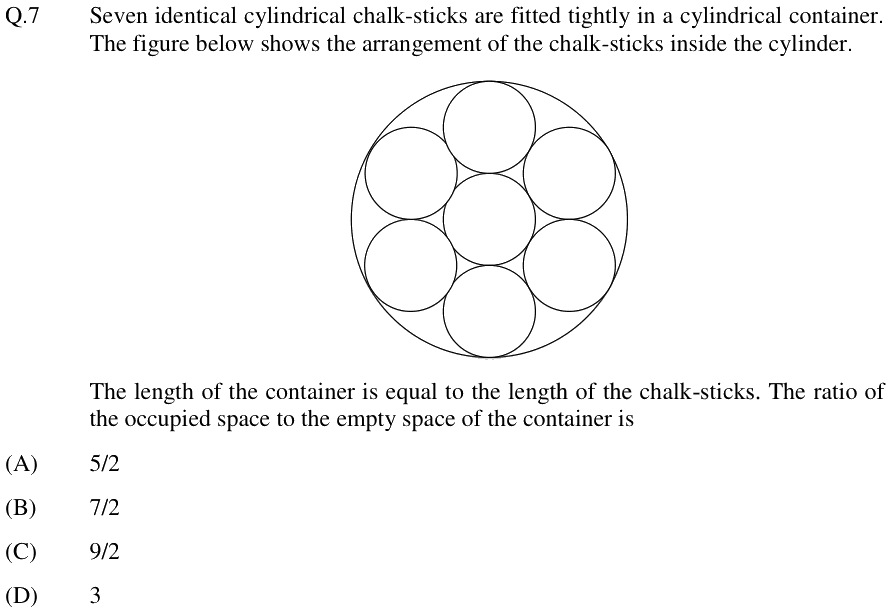 Q.7 Seven identical cylindrical chalk-sticks are fitted tightly in a cylindrical container.
The figure below shows the arrangement of the chalk-sticks inside the cylinder.
The length of the container is equal to the length of the chalk-sticks. The ratio of
the occupied space to the empty space of the container is
(A) 5/2
(B) 7/2
(C) 9/2
(D) 3